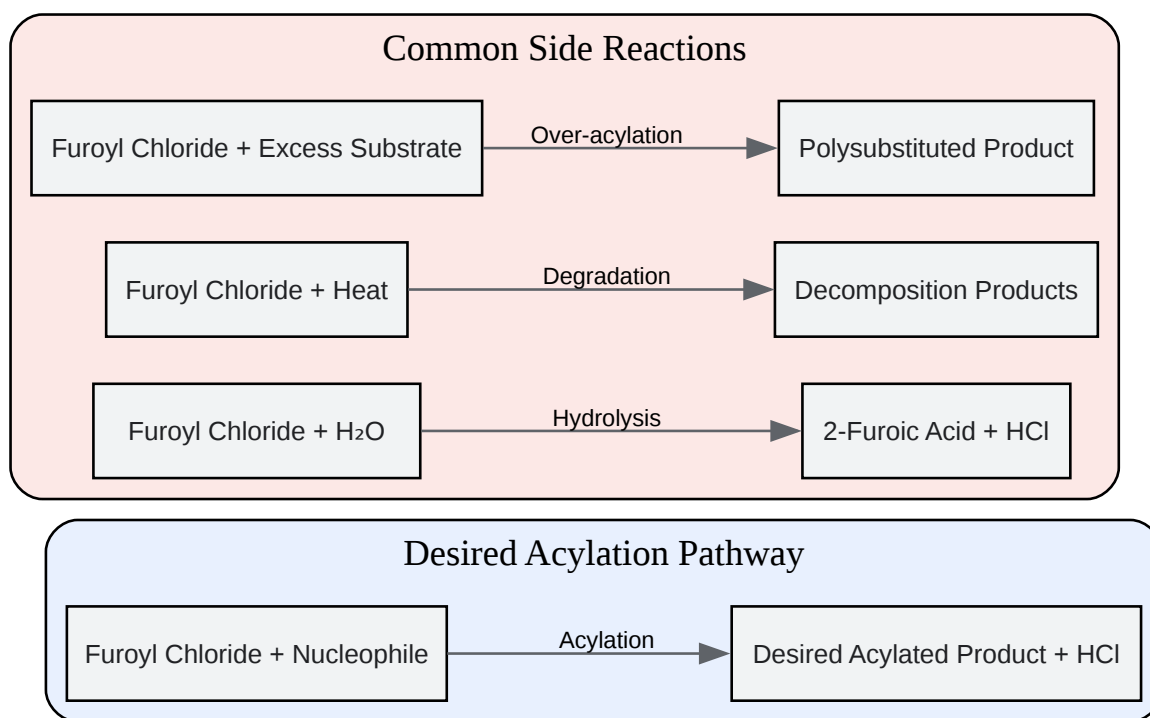 Common Side Reactions
Furoyl Chloride + Excess Substrate
Over-acylation
Polysubstituted Product
Furoyl Chloride + Heat
Degradation
Decomposition Products
Furoyl Chloride + H₂O
Hydrolysis
2-Furoic Acid + HCl
Desired Acylation Pathway
Furoyl Chloride + Nucleophile
Acylation
Desired Acylated Product + HCl